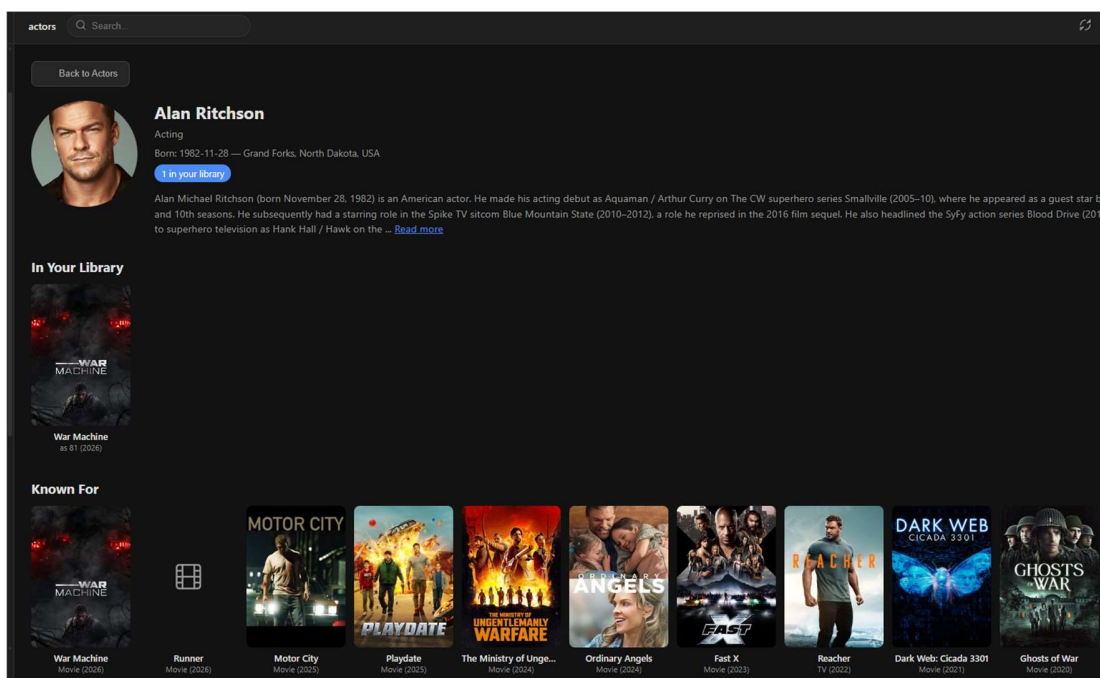 actors
Search...
Back to Actors
Alan Ritchson
Acting
Born: 1982-11-28 — Grand Forks, North Dakota, USA
1 in your library
Alan Michael Ritchson (born November 28, 1982) is an American actor. He made his acting debut as Aquaman / Arthur Curry on The CW superhero series Smallville (2005–10), where he appeared as a guest star b
and 10th seasons. He subsequently had a starring role in the Spike TV sitcom Blue Mountain State (2010–2012), a role he reprised in the 2016 film sequel. He also headlined the SyFy action series Blood Drive (201
to superhero television as Hank Hall / Hawk on the ... Read more
In Your Library
WAR
MACHINE
War Machine
as 81 (2026)
Known For
WAR
MACHINE
War Machine
Movie (2026)
Runner
Movie (2026)
MOTOR CITY
Motor City
Movie (2025)
PLAYDATE
Playdate
Movie (2025)
THE MINISTRY OF
UNGENTLEMANLY
WARFARE
The Ministry of Unge...
Movie (2024)
ORDINARY
ANGELS
Ordinary Angels
Movie (2024)
FAST X
Fast X
Movie (2023)
REACHER
Reacher
TV (2022)
DARK WEB
CICADA 3301
Dark Web: Cicada 3301
Movie (2021)
GHOSTS
OF WAR
Ghosts of War
Movie (2020)